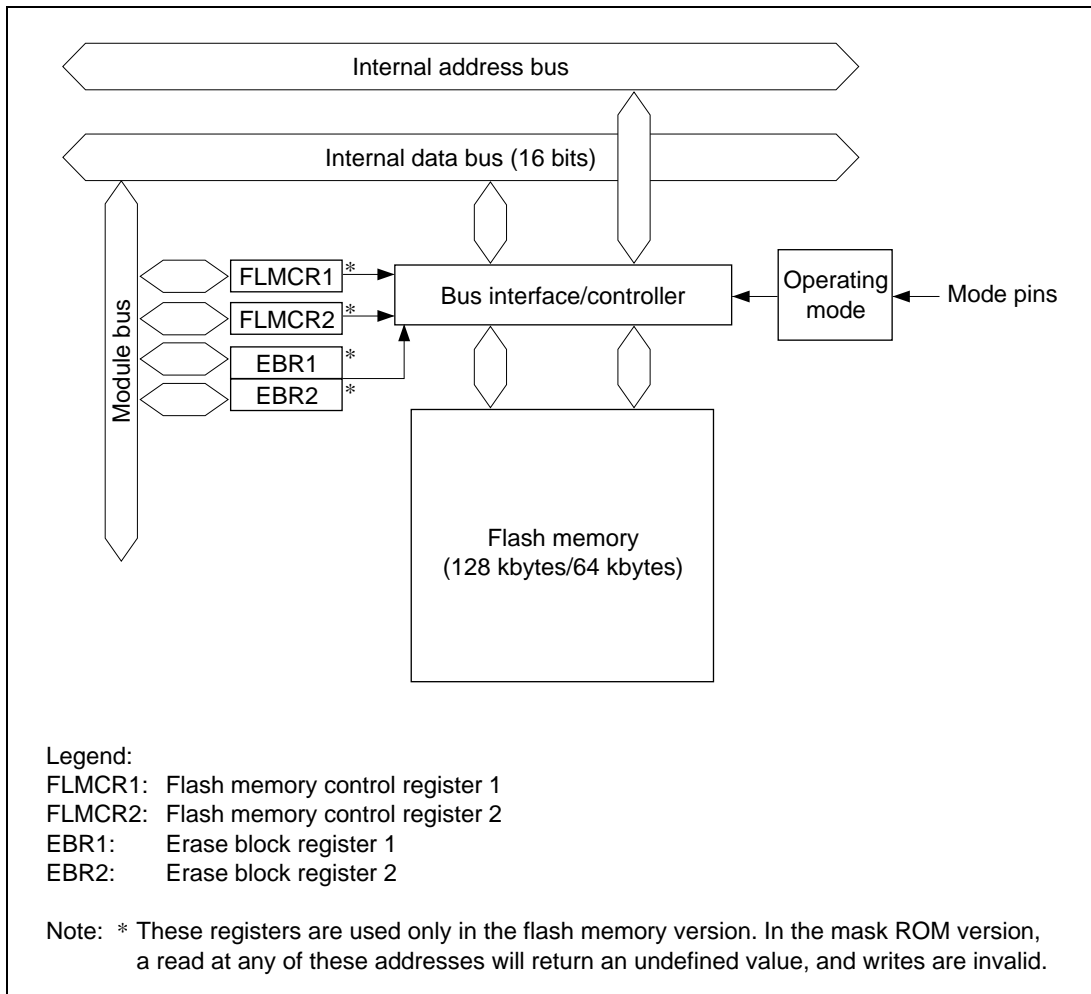 Internal address bus
Internal data bus (16 bits)
Module bus
FLMCR1 *
FLMCR2 *
EBR1 *
EBR2 *
Bus interface/controller
Operating
mode
Mode pins
Flash memory
(128 kbytes/64 kbytes)
Legend:
FLMCR1: Flash memory control register 1
FLMCR2: Flash memory control register 2
EBR1: Erase block register 1
EBR2: Erase block register 2
Note: * These registers are used only in the flash memory version. In the mask ROM version,
a read at any of these addresses will return an undefined value, and writes are invalid.